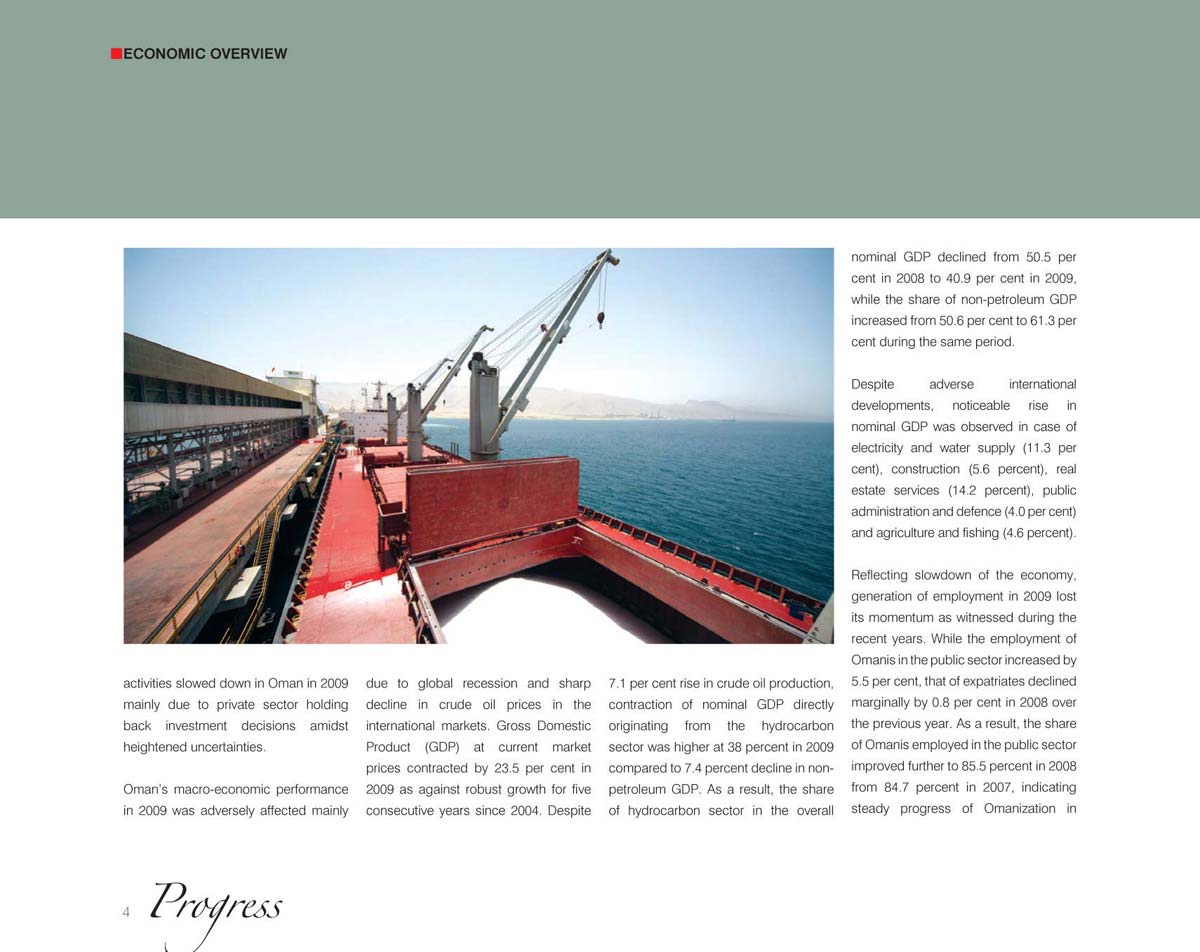 ECONOMIC OVERVIEW
activities slowed down in Oman in 2009
mainly due to private sector holding
back investment decisions amidst
heightened uncertainties.
Oman's macro-economic performance
in 2009 was adversely affected mainly
due to global recession and sharp
decline in crude oil prices in the
international markets. Gross Domestic
Product (GDP) at current market
prices contracted by 23.5 per cent in
2009 as against robust growth for five
consecutive years since 2004. Despite
7.1 per cent rise in crude oil production,
contraction of nominal GDP directly
originating from the hydrocarbon
sector was higher at 38 percent in 2009
compared to 7.4 percent decline in non-
petroleum GDP. As a result, the share
of hydrocarbon sector in the overall
nominal GDP declined from 50.5 per
cent in 2008 to 40.9 per cent in 2009,
while the share of non-petroleum GDP
increased from 50.6 per cent to 61.3 per
cent during the same period.
Despite adverse international
developments, noticeable rise in
nominal GDP was observed in case of
electricity and water supply (11.3 per
cent), construction (5.6 percent), real
estate services (14.2 percent), public
administration and defence (4.0 per cent)
and agriculture and fishing (4.6 percent).
Reflecting slowdown of the economy,
generation of employment in 2009 lost
its momentum as witnessed during the
recent years. While the employment of
Omanis in the public sector increased by
5.5 per cent, that of expatriates declined
marginally by 0.8 per cent in 2008 over
the previous year. As a result, the share
of Omanis employed in the public sector
improved further to 85.5 percent in 2008
from 84.7 percent in 2007, indicating
steady progress of Omanization in
4 Progress